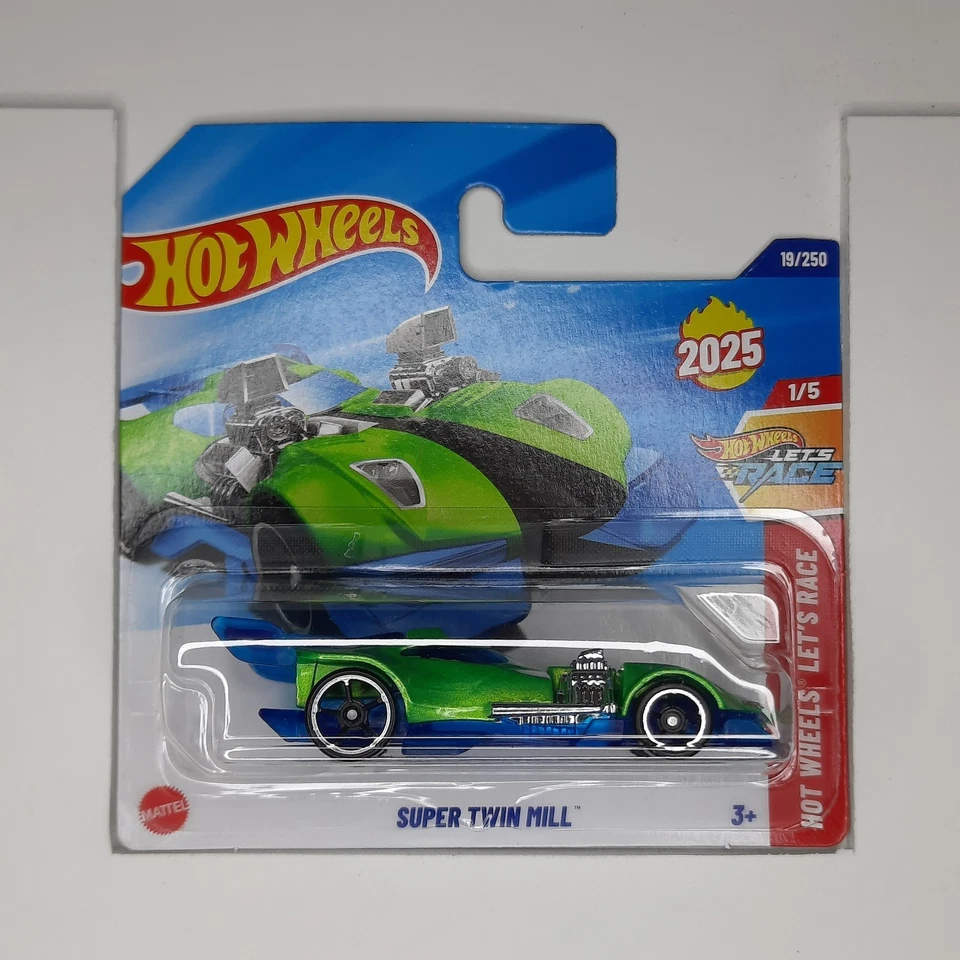 HOT WHEELS
19/250
2025
1/5
HOT WHEELS
LET'S
RACE
HOT WHEELS® LET'S RACE
MATTEL
SUPER TWIN MILL™
3+